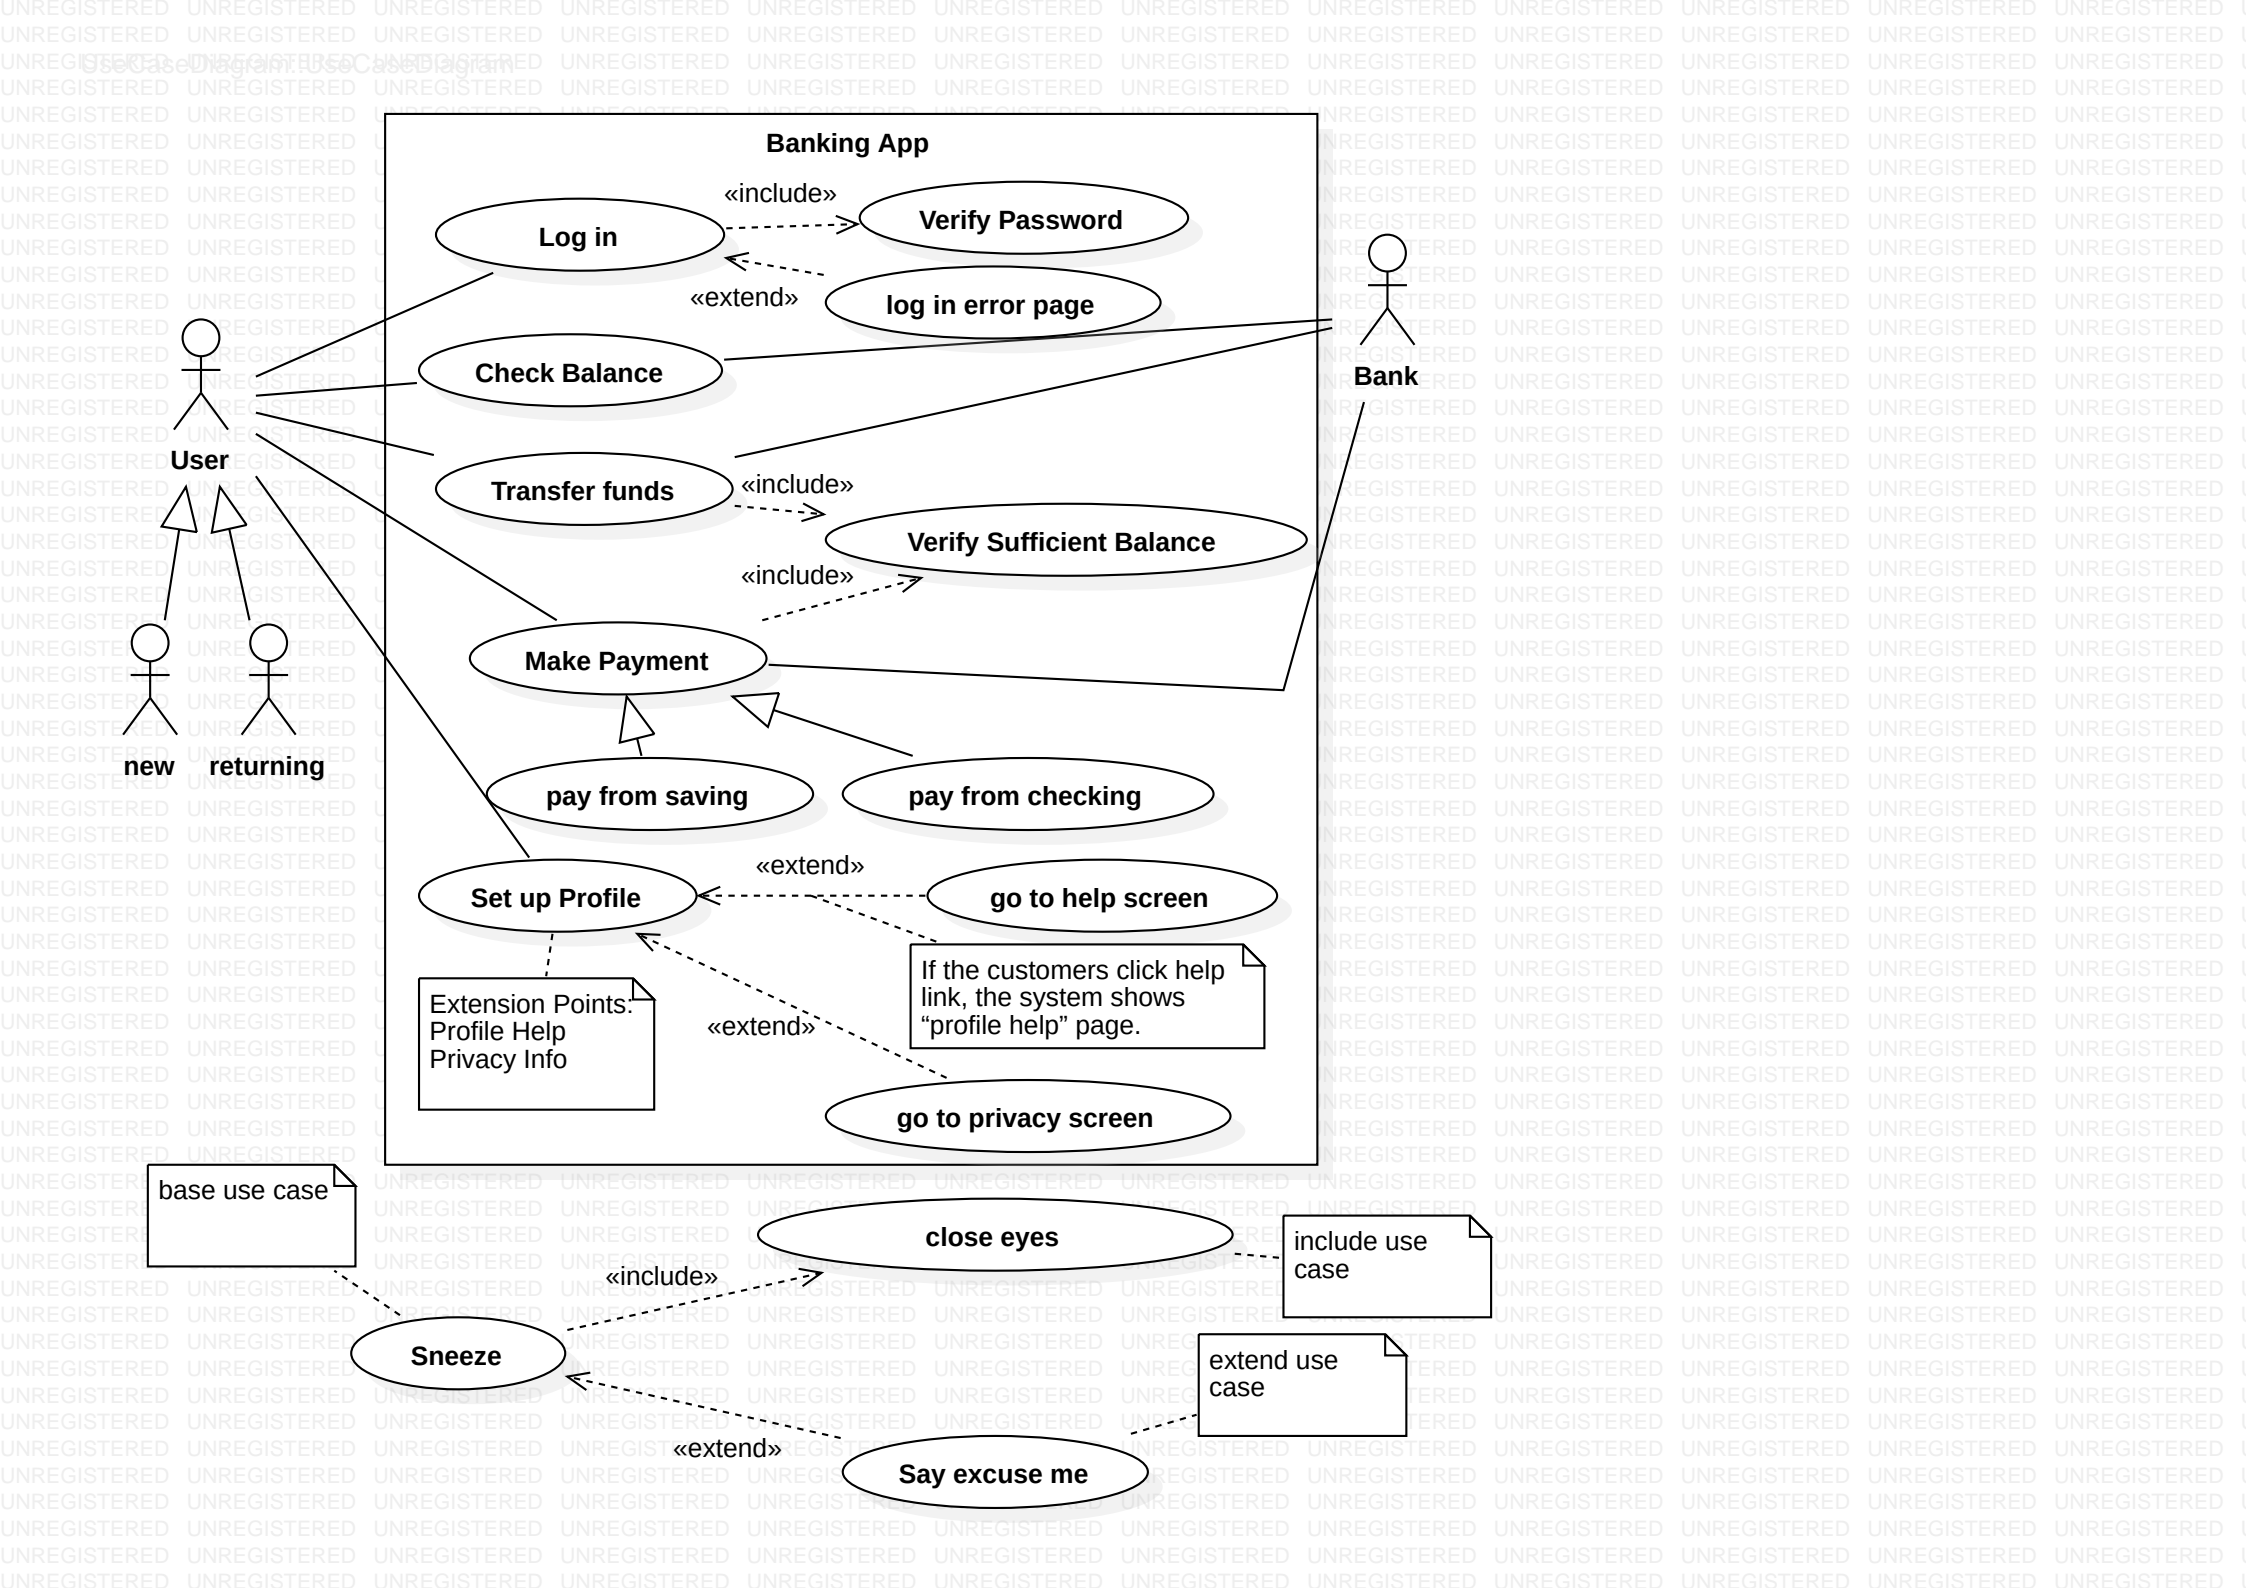 UseCaseDiagram::UseCaseDiagram
Banking App
«include»
Verify Password
Log in
«extend»
log in error page
Check Balance
Bank
User
Transfer funds
«include»
Verify Sufficient Balance
«include»
Make Payment
new
returning
pay from saving
pay from checking
«extend»
Set up Profile
go to help screen
If the customers click help
link, the system shows
“profile help” page.
Extension Points:
Profile Help
Privacy Info
«extend»
go to privacy screen
base use case
close eyes
include use
case
«include»
Sneeze
extend use
case
«extend»
Say excuse me
UNREGISTERED